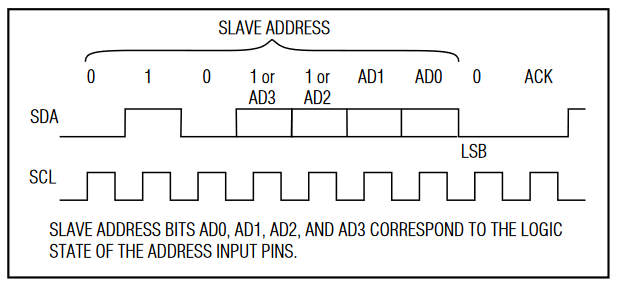 SLAVE ADDRESS
0 1 0 1 or AD3 1 or AD2 AD1 AD0 0 ACK
SDA
LSB
SCL
SLAVE ADDRESS BITS AD0, AD1, AD2, AND AD3 CORRESPOND TO THE LOGIC
STATE OF THE ADDRESS INPUT PINS.